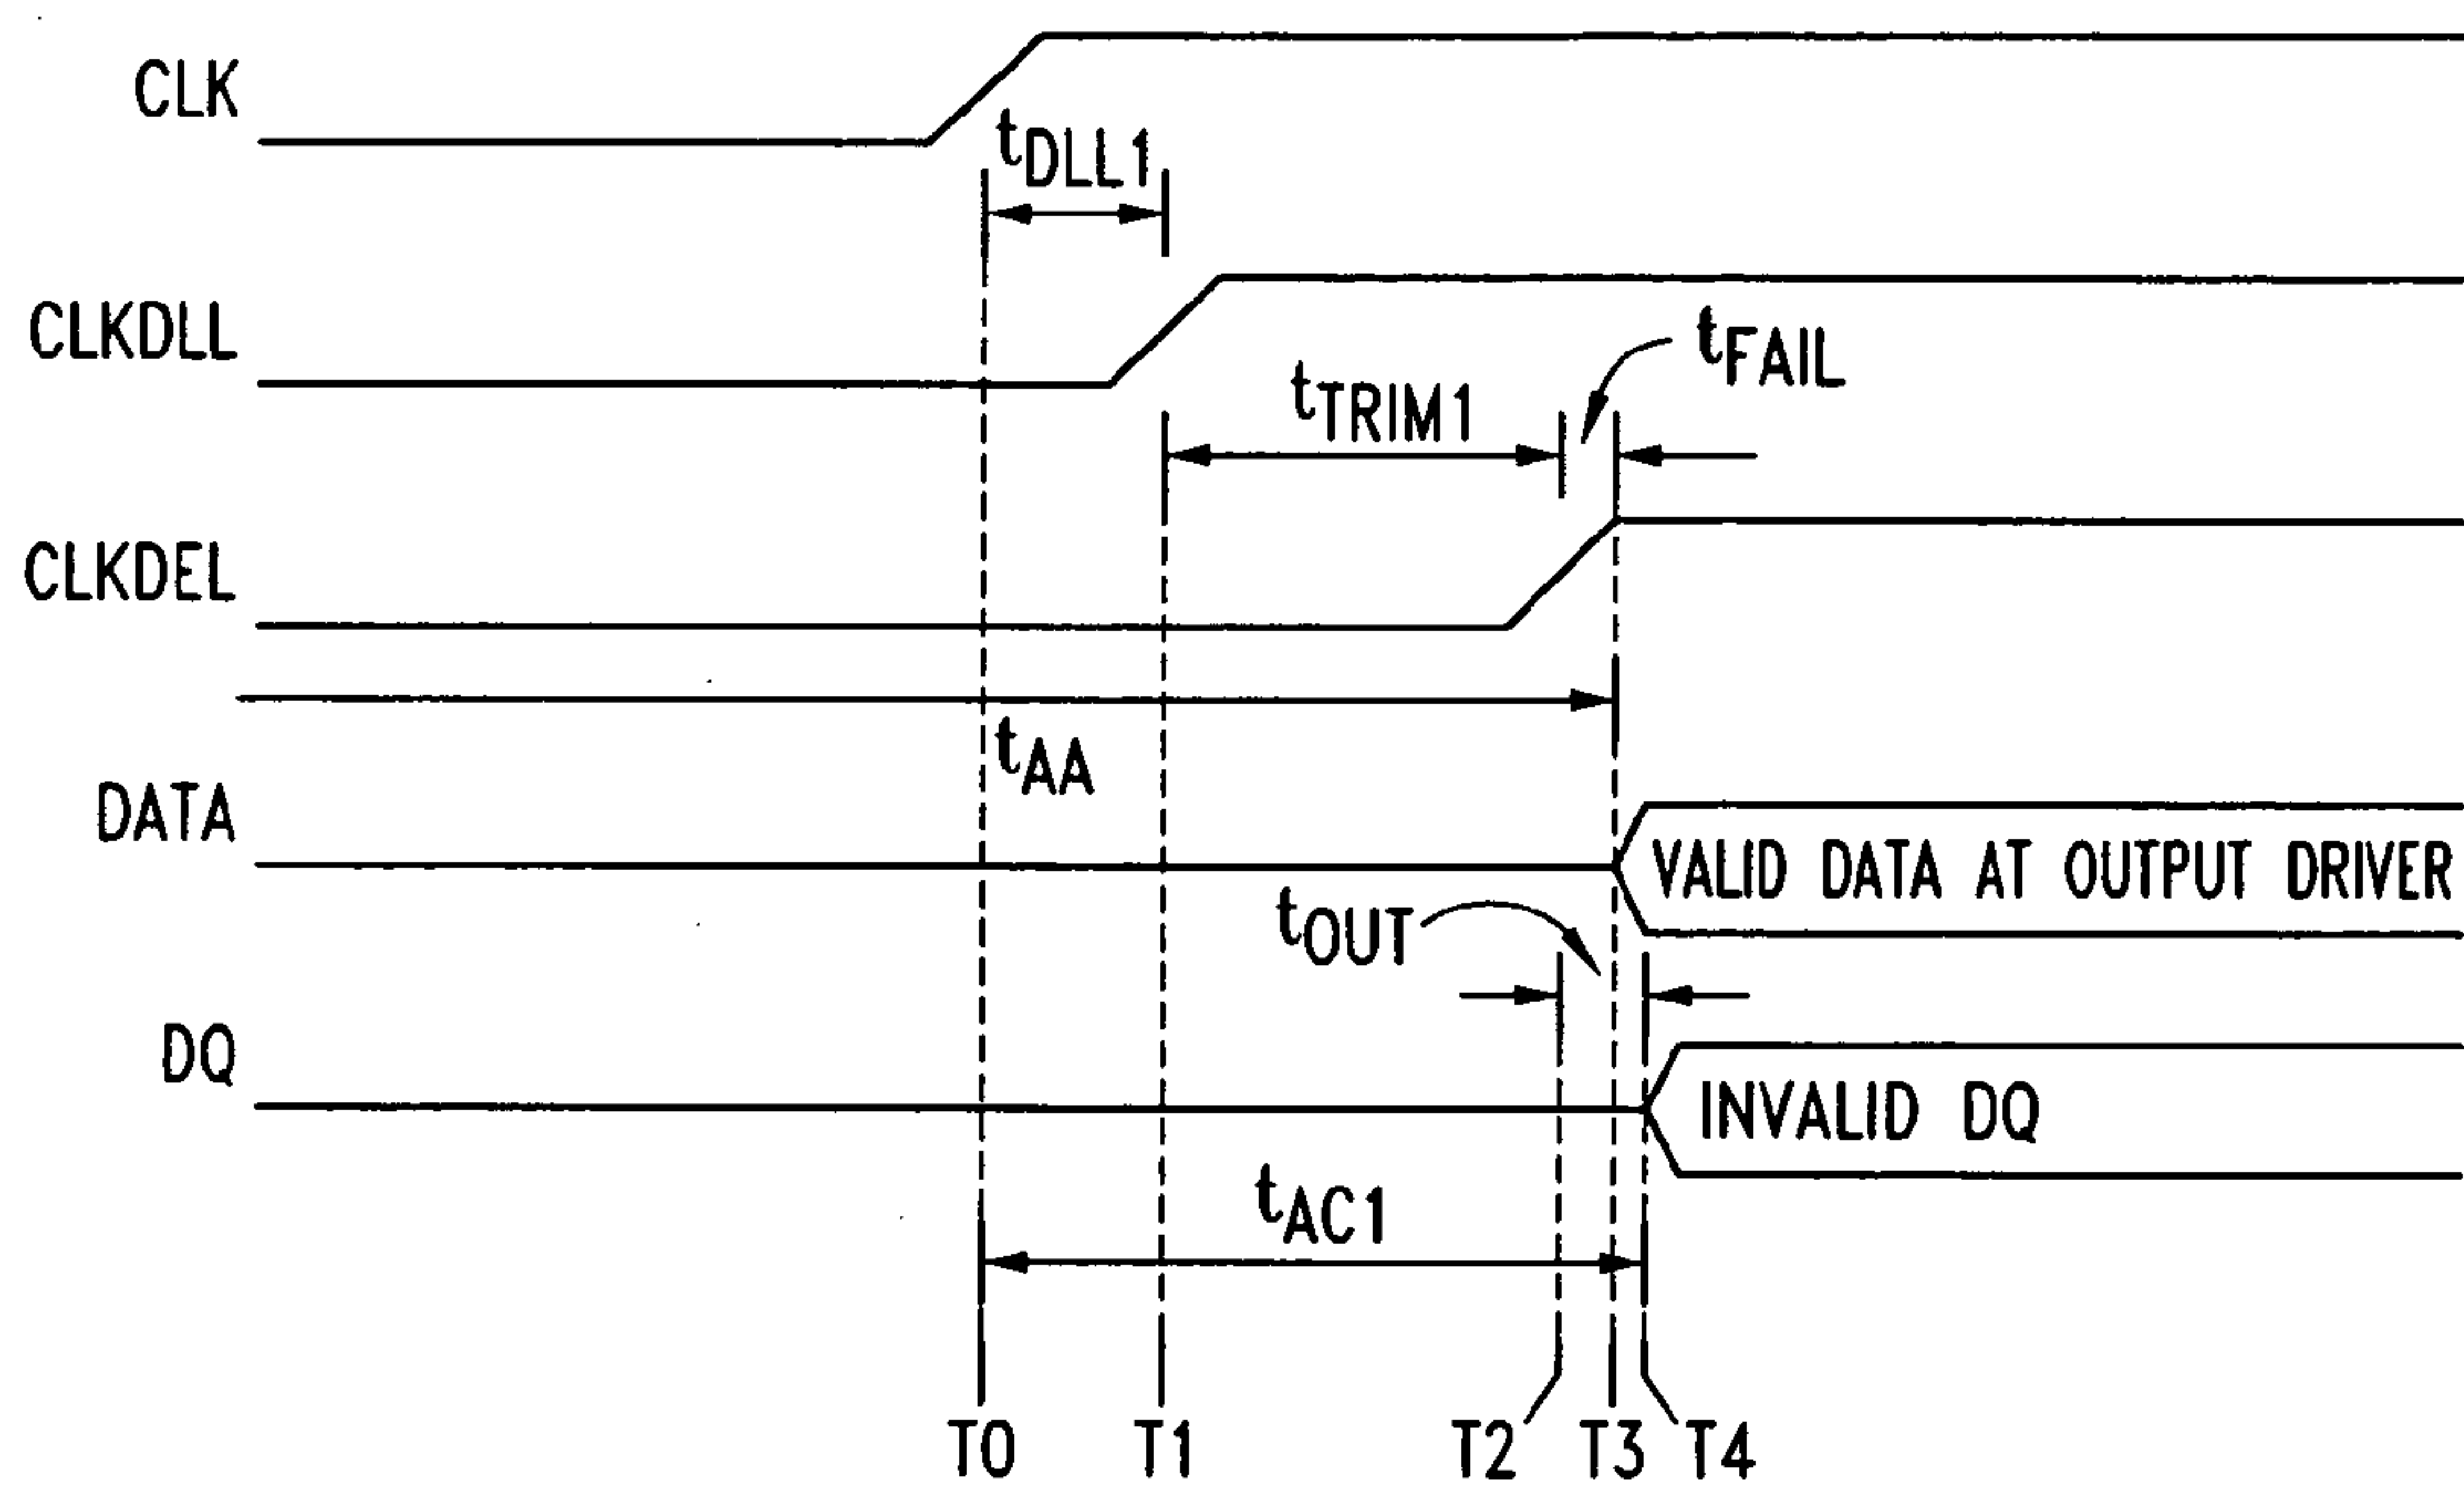 CLK
tDLL1
CLKDLL
tFAIL
tTRIM1
CLKDEL
tAA
DATA
VALID DATA AT OUTPUT DRIVER
tOUT
DQ
INVALID DQ
tAC1
T0 T1 T2 T3 T4